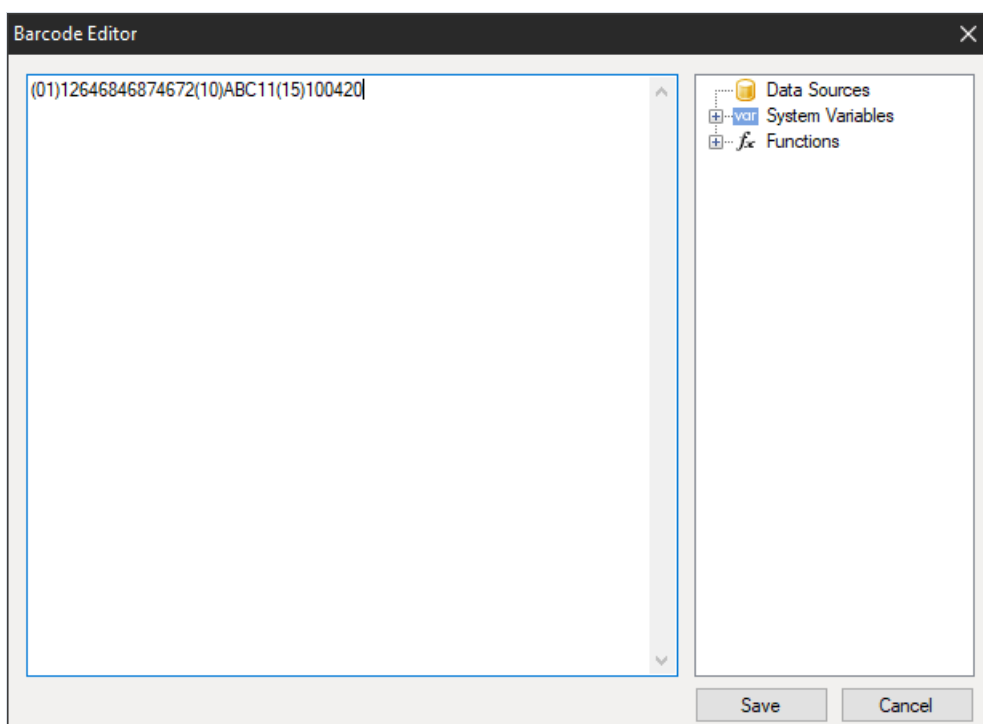 Barcode Editor
(01)12646846874672(10)ABC11(15)100420
Data Sources
var System Variables
fx Functions
Save
Cancel